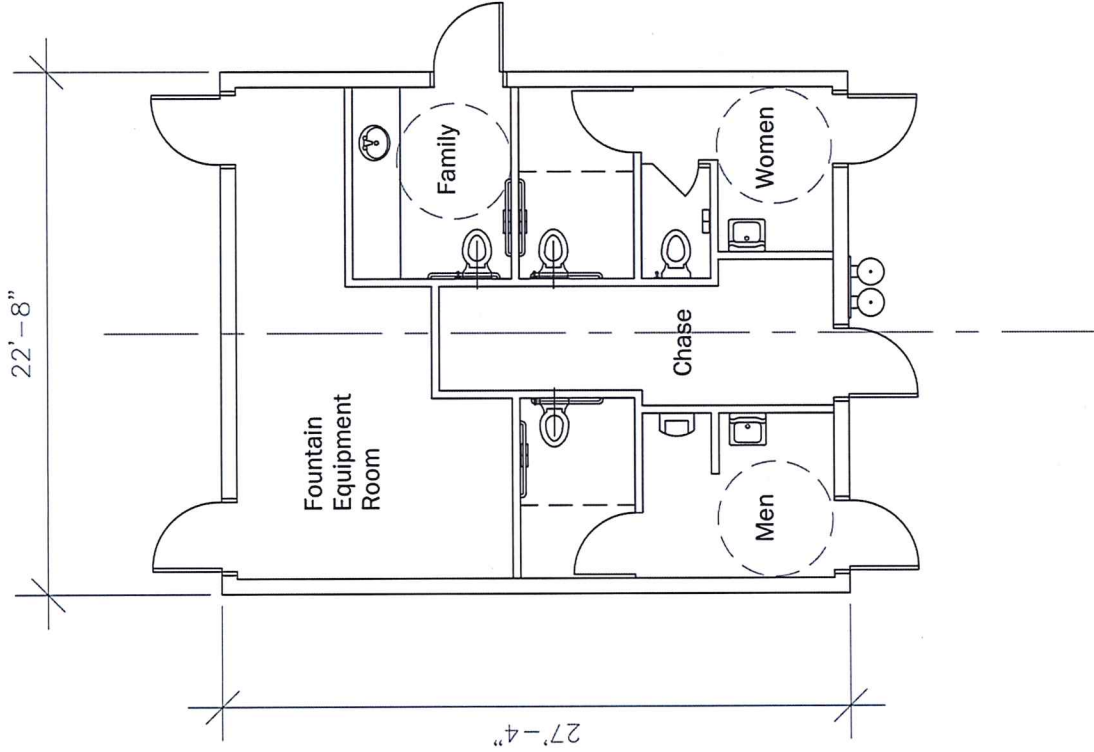 22'-8"
Family
Women
Fountain
Equipment
Room
Chase
Men
27'-4"